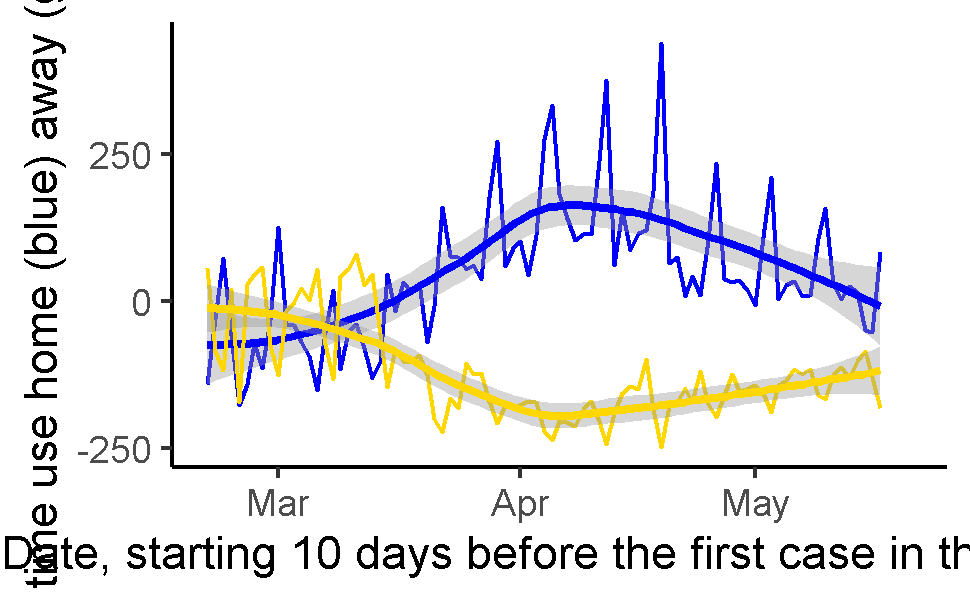 time use home (blue) away (
250
0
-250
Mar Apr May
Date, starting 10 days before the first case in th